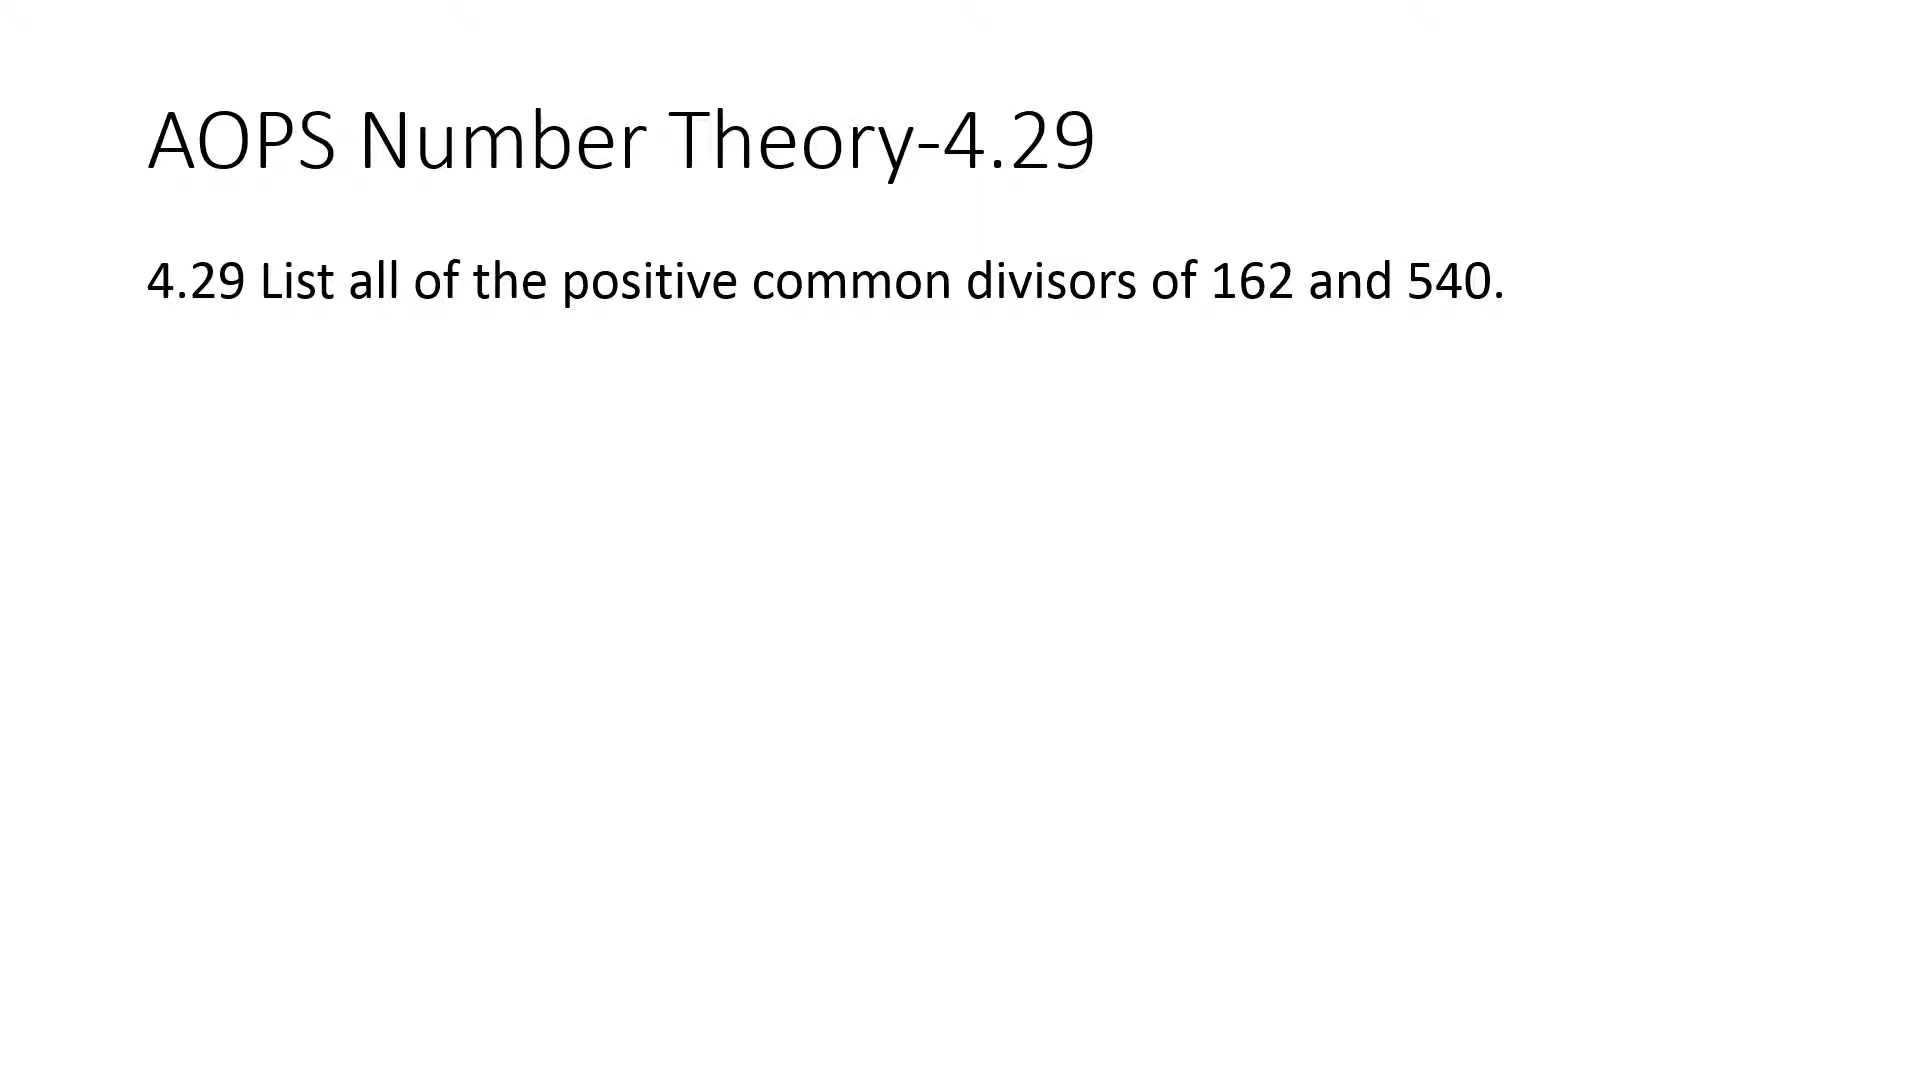 AOPS Number Theory-4.29
4.29 List all of the positive common divisors of 162 and 540.